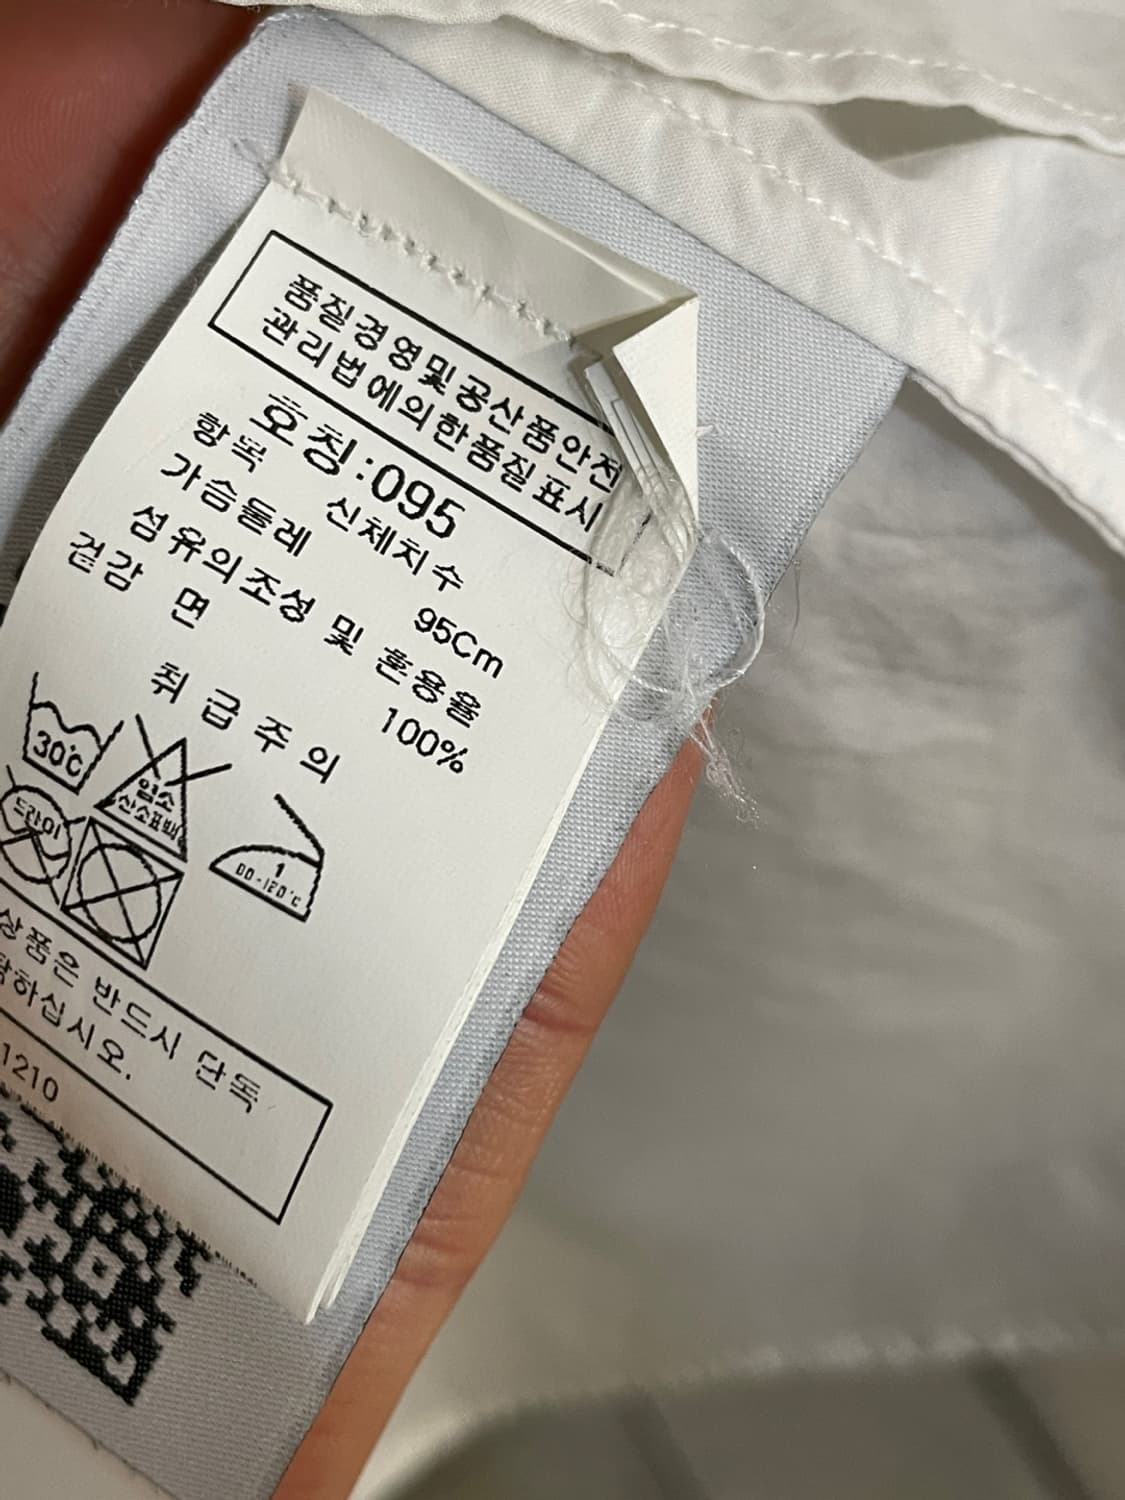 품질경영및공산품안전
관리법에의한품질표시
호칭:095
항목 신체치수
가슴둘레 95Cm
섬유의조성 및 혼용율
겉감 면 100%
취급주의
30℃
염소
산소표백
드라이
1
상품은 반드시 단독
하십시오.
1210